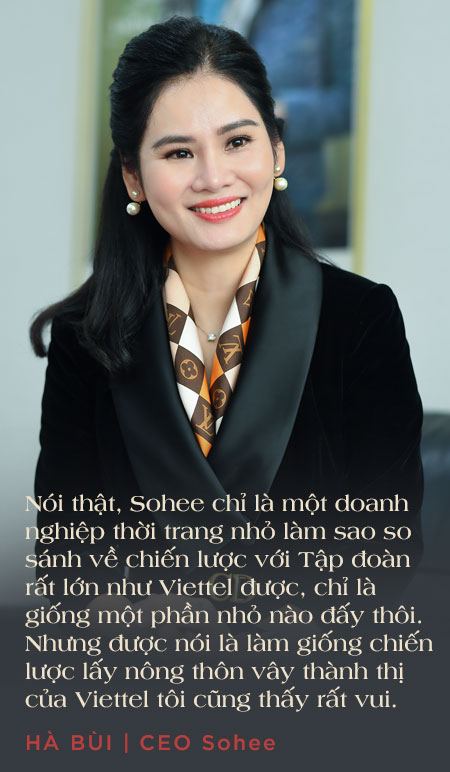 Nói thật, Sohee chỉ là một doanh
nghiệp thời trang nhỏ làm sao so
sánh về chiến lược với Tập đoàn
rất lớn như Viettel được, chỉ là
giống một phần nhỏ nào đấy thôi.
Nhưng được nói là làm giống chiến
lược lấy nông thôn vây thành thị
của Viettel tôi cũng thấy rất vui.
HÀ BÙI | CEO Sohee